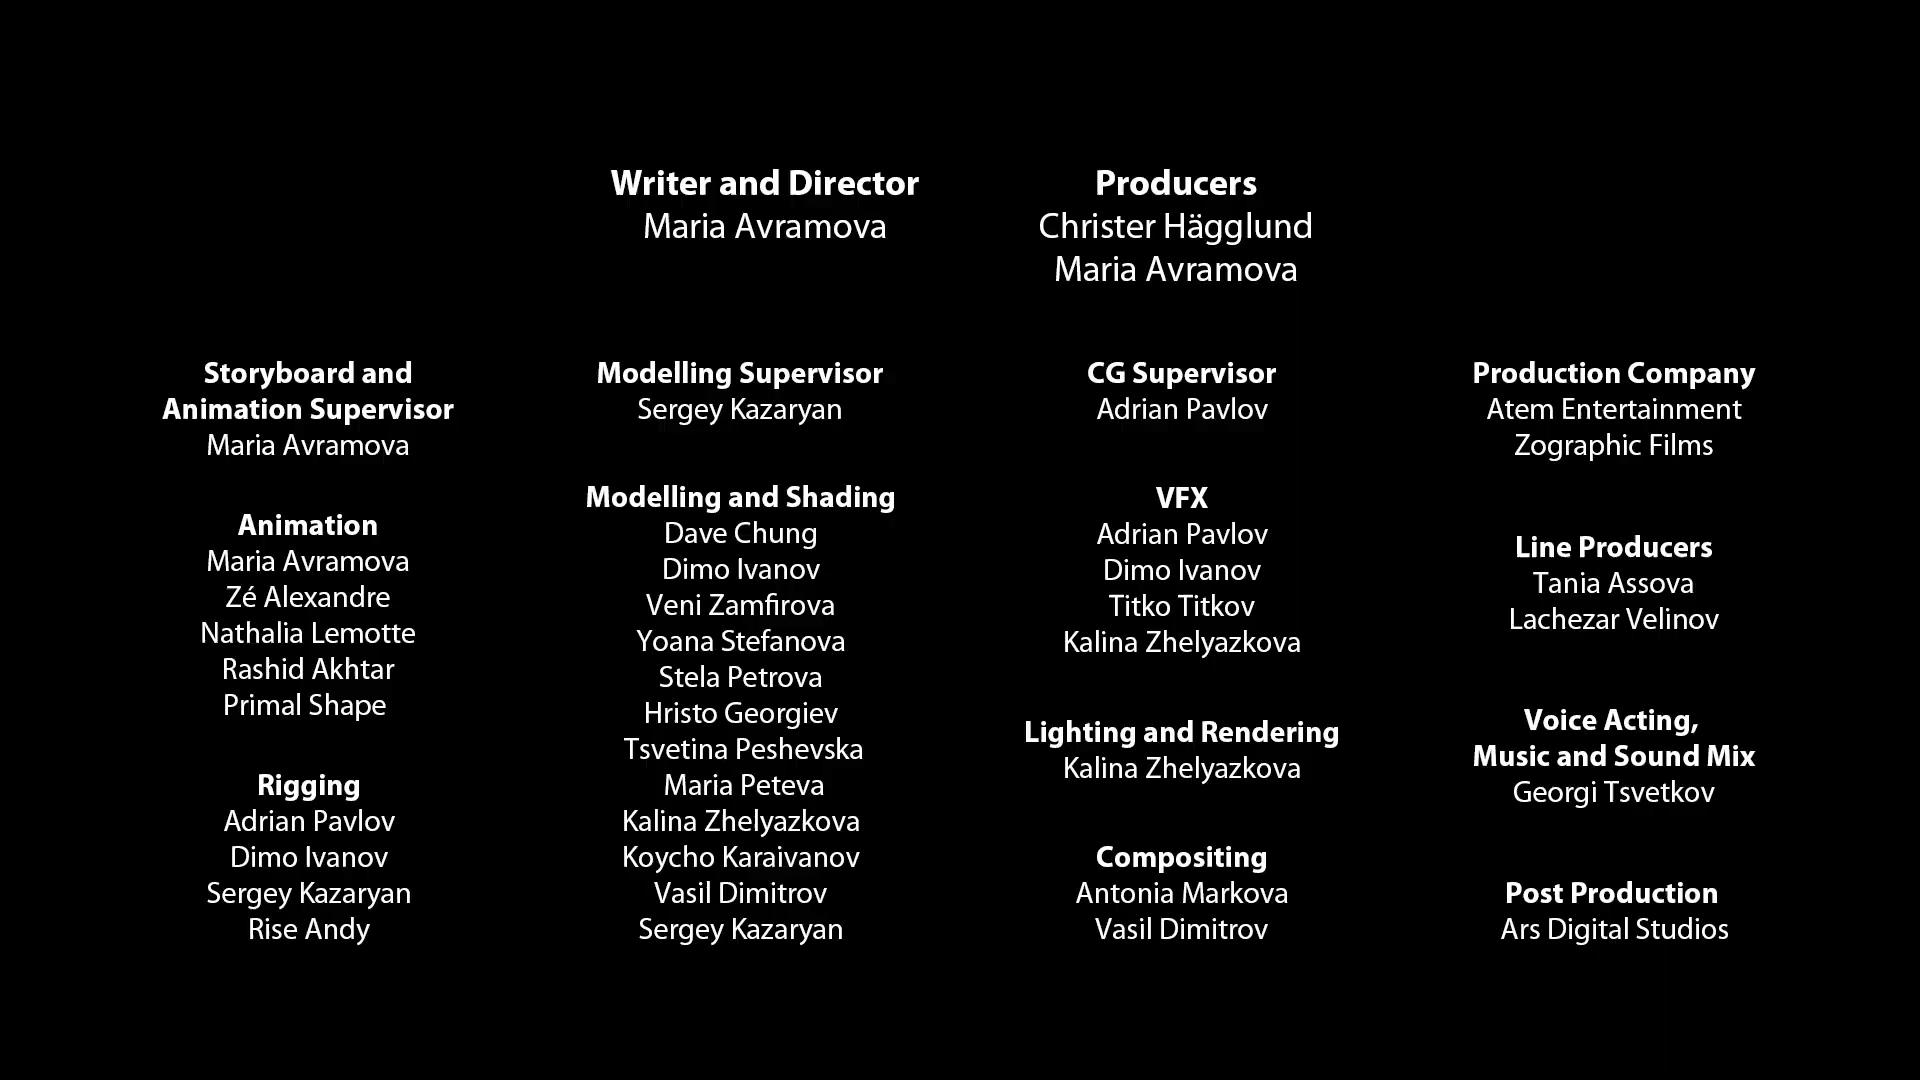 Writer and Director
Maria Avramova
Producers
Christer Hägglund
Maria Avramova
Storyboard and
Animation Supervisor
Maria Avramova
Animation
Maria Avramova
Zé Alexandre
Nathalia Lemotte
Rashid Akhtar
Primal Shape
Rigging
Adrian Pavlov
Dimo Ivanov
Sergey Kazaryan
Rise Andy
Modelling Supervisor
Sergey Kazaryan
Modelling and Shading
Dave Chung
Dimo Ivanov
Veni Zamfirova
Yoana Stefanova
Stela Petrova
Hristo Georgiev
Tsvetina Peshevska
Maria Peteva
Kalina Zhelyazkova
Koycho Karaivanov
Vasil Dimitrov
Sergey Kazaryan
CG Supervisor
Adrian Pavlov
VFX
Adrian Pavlov
Dimo Ivanov
Titko Titkov
Kalina Zhelyazkova
Lighting and Rendering
Kalina Zhelyazkova
Compositing
Antonia Markova
Vasil Dimitrov
Production Company
Atem Entertainment
Zographic Films
Line Producers
Tania Assova
Lachezar Velinov
Voice Acting,
Music and Sound Mix
Georgi Tsvetkov
Post Production
Ars Digital Studios